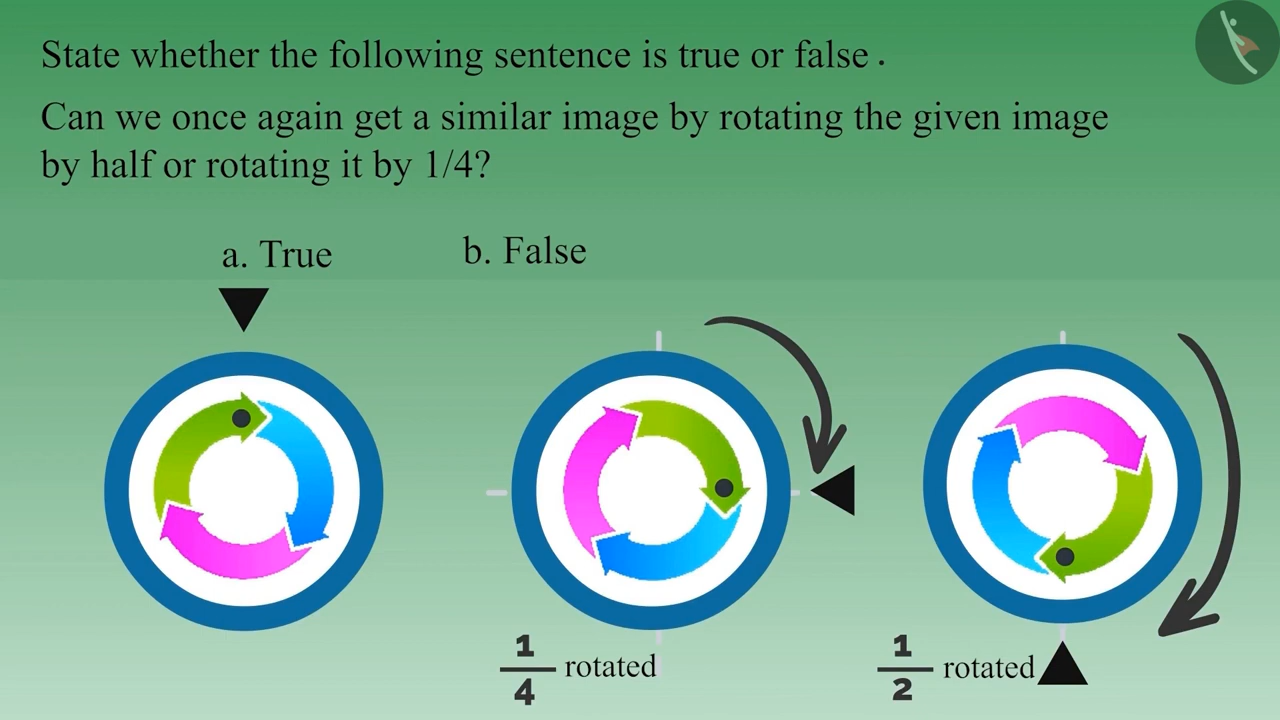 State whether the following sentence is true or false .
Can we once again get a similar image by rotating the given image
by half or rotating it by 1/4?
a. True b. False
1/4 rotated 1/2 rotated